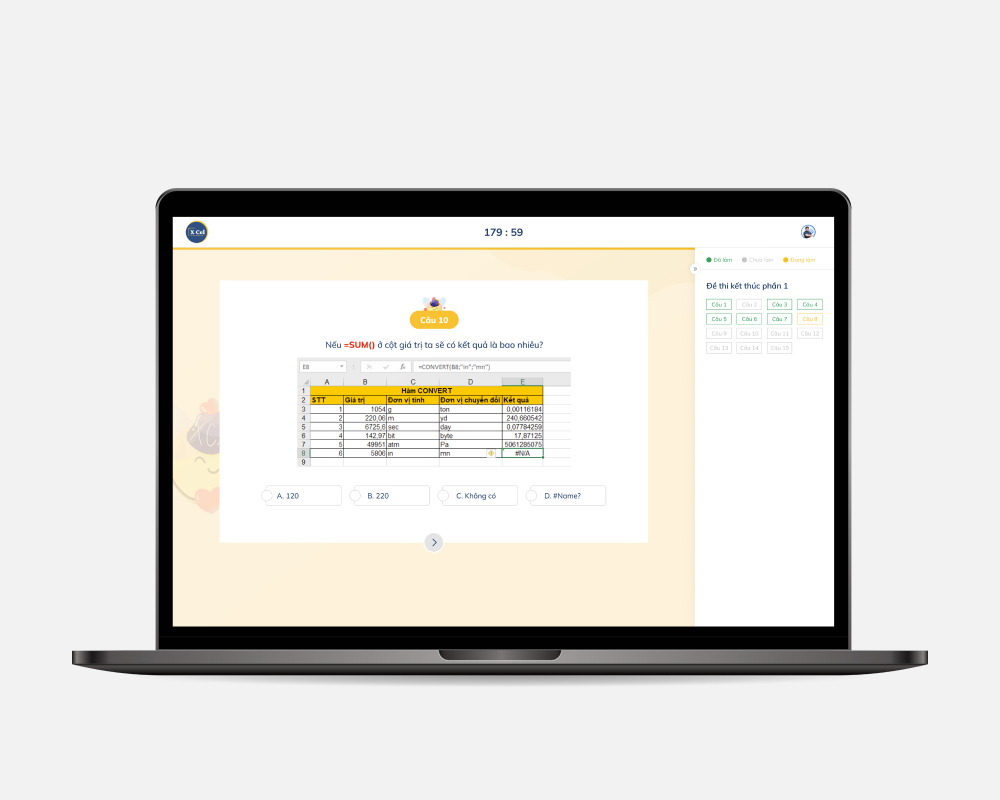 X Cel
179 : 59
Đã làm Chưa làm Đang làm
Đề thi kết thúc phần 1
Câu 1 Câu 2 Câu 3 Câu 4
Câu 5 Câu 6 Câu 7 Câu 8
Câu 9 Câu 10 Câu 11 Câu 12
Câu 13 Câu 14 Câu 15
Câu 10
Nếu =SUM() ở cột giá trị ta sẽ có kết quả là bao nhiêu?
E8 fx =CONVERT(B8;"in";"mn")
A B C D E
1 Hàm CONVERT
2 STT Giá trị Đơn vị tính Đơn vị chuyển đổi Kết quả
3 1 1054 g ton 0,00116184
4 2 220,06 m yd 240,660542
5 3 6725,6 sec day 0,07784259
6 4 142,97 bit byte 17,87125
7 5 49951 atm Pa 5061285075
8 6 5806 in mn #N/A
9
A. 120 B. 220 C. Không có D. #Name?